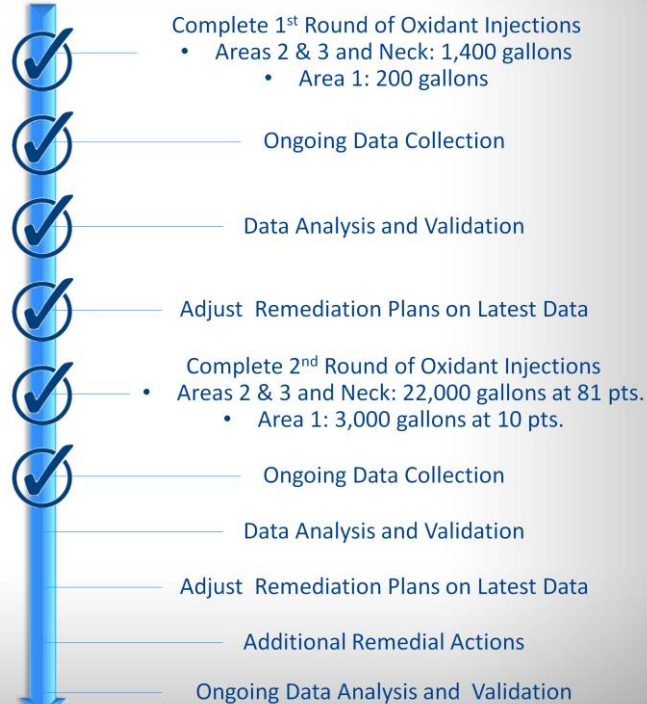 Complete 1st Round of Oxidant Injections
• Areas 2 & 3 and Neck: 1,400 gallons
• Area 1: 200 gallons
Ongoing Data Collection
Data Analysis and Validation
Adjust Remediation Plans on Latest Data
Complete 2nd Round of Oxidant Injections
• Areas 2 & 3 and Neck: 22,000 gallons at 81 pts.
• Area 1: 3,000 gallons at 10 pts.
Ongoing Data Collection
Data Analysis and Validation
Adjust Remediation Plans on Latest Data
Additional Remedial Actions
Ongoing Data Analysis and Validation